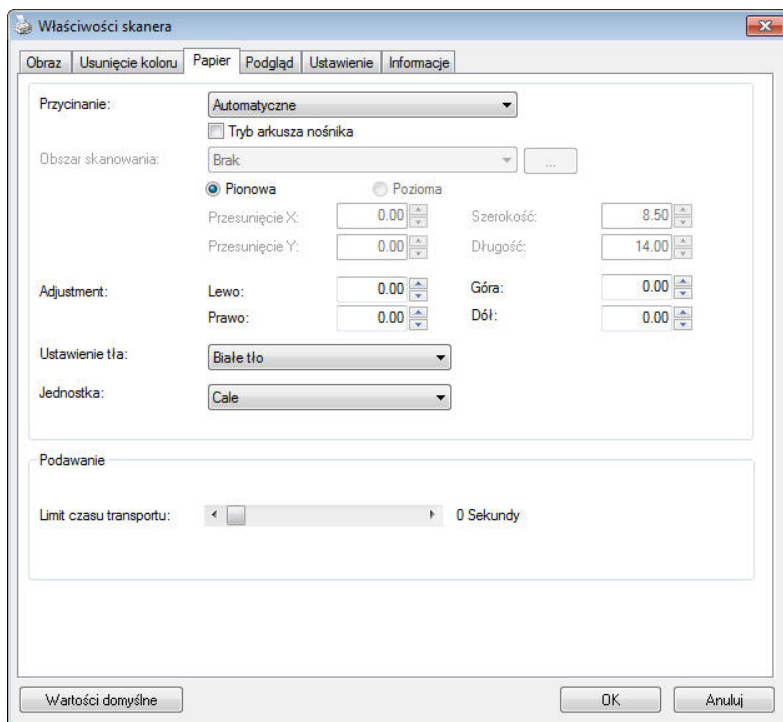 Właściwości skanera
Obraz Usunięcie koloru Papier Podgląd Ustawienie Informacje
Przycinanie: Automatyczne
Tryb arkusza nośnika
Obszar skanowania: Brak ...
Pionowa Pozioma
Przesunięcie X: 0.00 Szerokość: 8.50
Przesunięcie Y: 0.00 Długość: 14.00
Adjustment: Lewo: 0.00 Góra: 0.00
Prawo: 0.00 Dół: 0.00
Ustawienie tła: Białe tło
Jednostka: Cale
Podawanie
Limit czasu transportu: 0 Sekundy
Wartości domyślne OK Anuluj